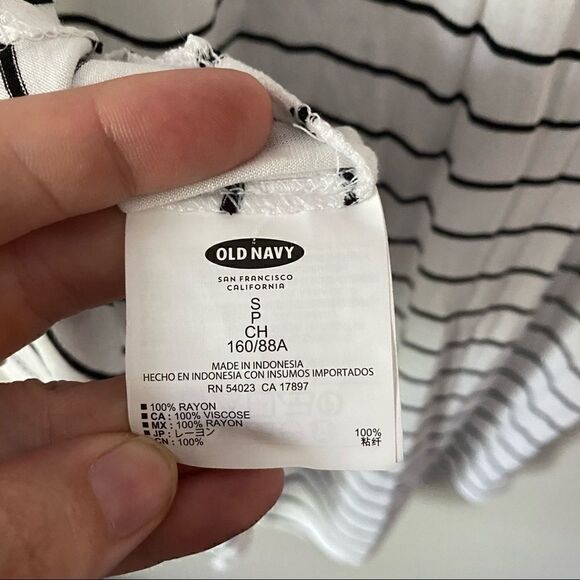 OLD NAVY
SAN FRANCISCO
CALIFORNIA
S
P
CH
160/88A
MADE IN INDONESIA
HECHO EN INDONESIA CON INSUMOS IMPORTADOS
RN 54023 CA 17897
100% RAYON
CA : 100% VISCOSE
MX : 100% RAYON
JP : レーヨン 100%
CN : 100% 粘纤